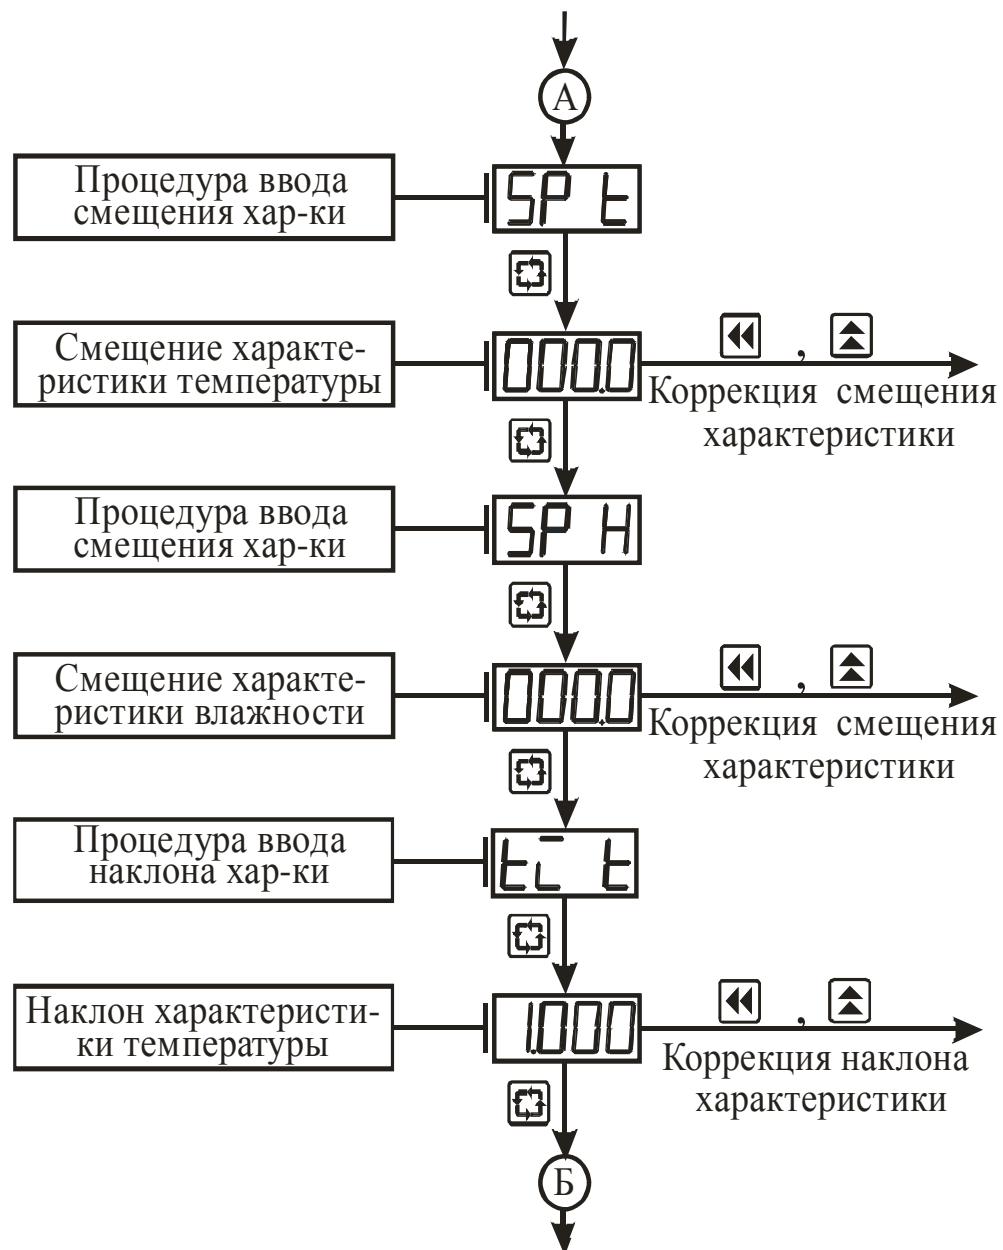 А
Процедура ввода
смещения хар-ки
SP t
Смещение характе-
ристики температуры
000.0
,
Коррекция смещения
характеристики
Процедура ввода
смещения хар-ки
SP H
Смещение характе-
ристики влажности
000.0
,
Коррекция смещения
характеристики
Процедура ввода
наклона хар-ки
Наклон характеристи-
ки температуры
1.000
,
Коррекция наклона
характеристики
Б